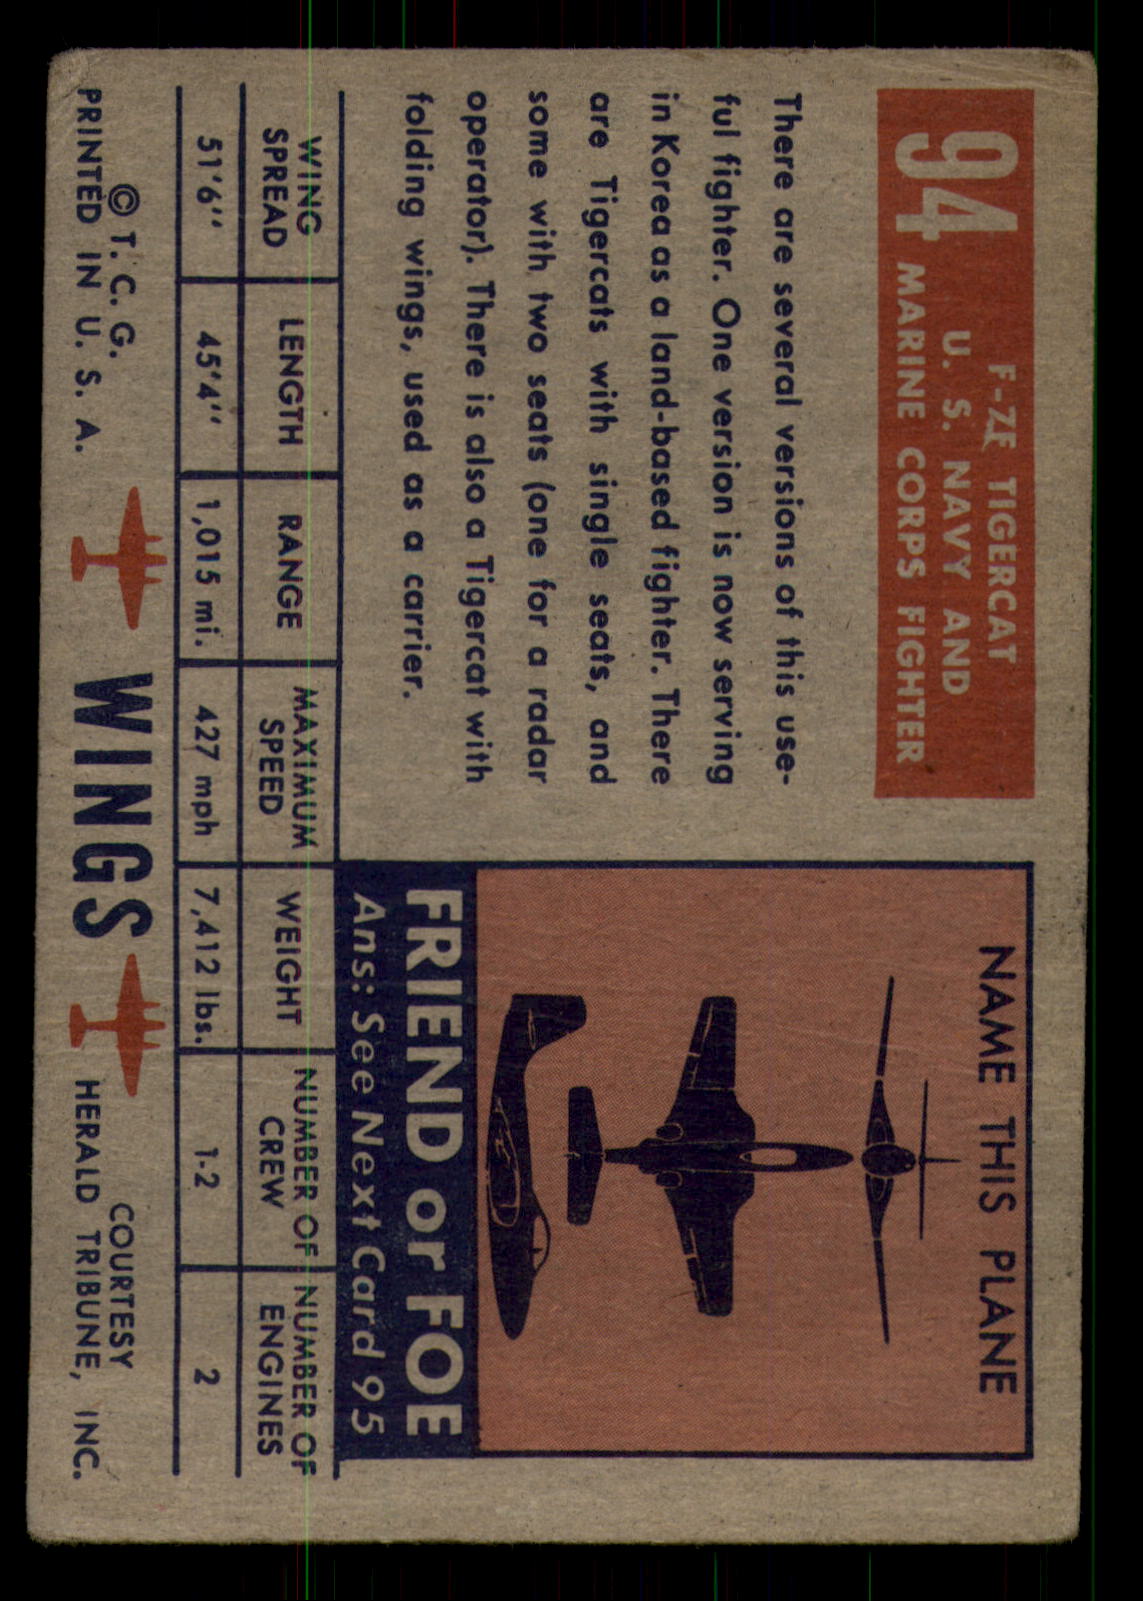 94
F-7F TIGERCAT
U. S. NAVY AND
MARINE CORPS FIGHTER
There are several versions of this use-
ful fighter. One version is now serving
in Korea as a land-based fighter. There
are Tigercats with single seats, and
some with two seats (one for a radar
operator). There is also a Tigercat with
folding wings, used as a carrier.
NAME THIS PLANE
FRIEND or FOE
Ans: See Next Card 95
WING SPREAD
LENGTH
RANGE
MAXIMUM SPEED
WEIGHT
NUMBER OF CREW
NUMBER OF ENGINES
51'6"
45'4"
1,015 mi.
427 mph
7,412 lbs.
1-2
2
© T. C. G.
PRINTED IN U. S. A.
WINGS
COURTESY
HERALD TRIBUNE, INC.